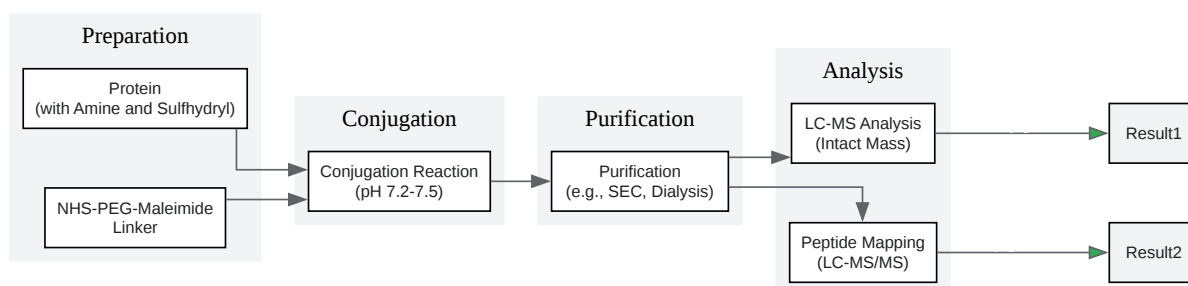 Preparation
Protein
(with Amine and Sulfhydryl)
NHS-PEG-Maleimide
Linker
Conjugation
Conjugation Reaction
(pH 7.2-7.5)
Purification
Purification
(e.g., SEC, Dialysis)
Analysis
LC-MS Analysis
(Intact Mass)
Peptide Mapping
(LC-MS/MS)
Result1
Result2